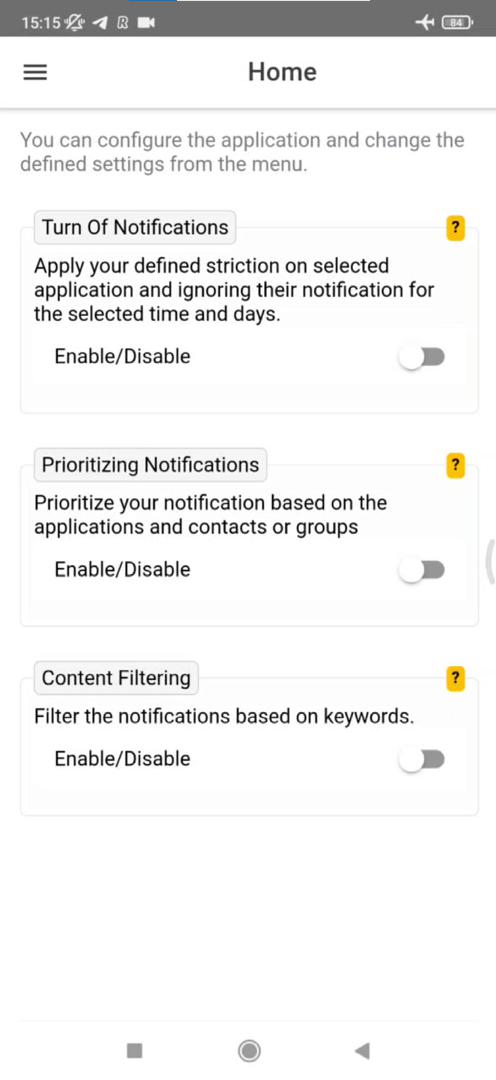 15:15
84
Home
You can configure the application and change the
defined settings from the menu.
Turn Of Notifications
?
Apply your defined striction on selected
application and ignoring their notification for
the selected time and days.
Enable/Disable
Prioritizing Notifications
?
Prioritize your notification based on the
applications and contacts or groups
Enable/Disable
Content Filtering
?
Filter the notifications based on keywords.
Enable/Disable